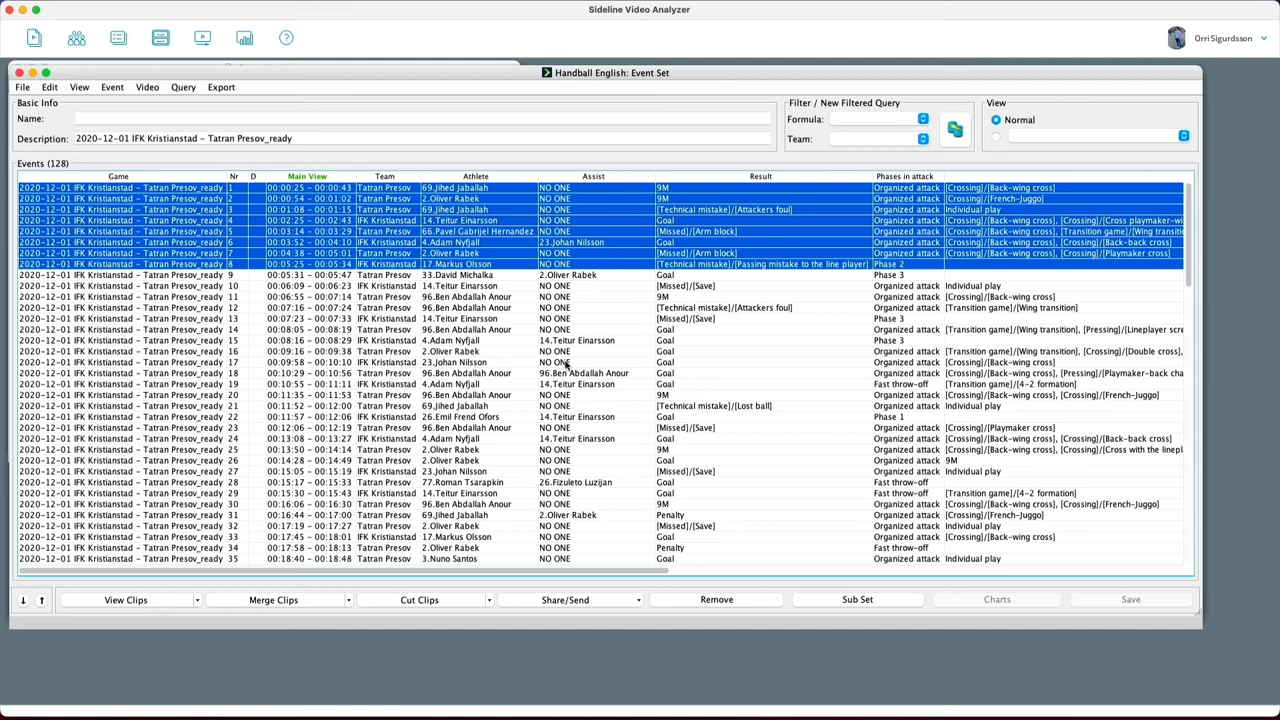 Sideline Video Analyzer
Orri Sigurdsson
Handball English: Event Set
File Edit View Event Video Query Export
Basic Info Filter / New Filtered Query View
Name: Formula: Normal
Description: 2020-12-01 IFK Kristianstad - Tatran Presov_ready Team:
Events (128)
Game Nr D Main View Team Athlete Assist Result Phases in attack
2020-12-01 IFK Kristianstad - Tatran Presov_ready 1 00:00:25 - 00:00:43 Tatran Presov 69.Jihed Jaballah NO ONE 9M Organized attack [Crossing]/[Back-wing cross]
2020-12-01 IFK Kristianstad - Tatran Presov_ready 2 00:00:54 - 00:01:02 Tatran Presov 2.Oliver Rabek NO ONE 9M Organized attack [Crossing]/[French-Juggo]
2020-12-01 IFK Kristianstad - Tatran Presov_ready 3 00:01:08 - 00:01:15 Tatran Presov 69.Jihed Jaballah NO ONE [Technical mistake]/[Attackers foul] Organized attack Individual play
2020-12-01 IFK Kristianstad - Tatran Presov_ready 4 00:02:25 - 00:02:43 IFK Kristianstad 14.Teitur Einarsson NO ONE Goal Organized attack [Crossing]/[Back-wing cross], [Crossing]/[Cross playmaker-wi
2020-12-01 IFK Kristianstad - Tatran Presov_ready 5 00:03:14 - 00:03:29 Tatran Presov 66.Pavel Gabrijel Hernandez NO ONE [Missed]/[Arm block] Organized attack [Crossing]/[Back-wing cross], [Transition game]/[Wing transiti
2020-12-01 IFK Kristianstad - Tatran Presov_ready 6 00:03:52 - 00:04:10 IFK Kristianstad 4.Adam Nyfjall 23.Johan Nilsson Goal Organized attack [Crossing]/[Back-wing cross], [Crossing]/[Back-back cross]
2020-12-01 IFK Kristianstad - Tatran Presov_ready 7 00:04:38 - 00:05:01 Tatran Presov 2.Oliver Rabek NO ONE [Missed]/[Arm block] Organized attack [Crossing]/[Back-wing cross], [Crossing]/[Playmaker cross]
2020-12-01 IFK Kristianstad - Tatran Presov_ready 8 00:05:25 - 00:05:34 IFK Kristianstad 17.Markus Olsson NO ONE [Technical mistake]/[Passing mistake to the line player] Phase 2
2020-12-01 IFK Kristianstad - Tatran Presov_ready 9 00:05:31 - 00:05:47 Tatran Presov 33.David Michalka 2.Oliver Rabek Goal Phase 3
2020-12-01 IFK Kristianstad - Tatran Presov_ready 10 00:06:09 - 00:06:23 IFK Kristianstad 14.Teitur Einarsson NO ONE [Missed]/[Save] Organized attack Individual play
2020-12-01 IFK Kristianstad - Tatran Presov_ready 11 00:06:55 - 00:07:14 Tatran Presov 96.Ben Abdallah Anour NO ONE 9M Organized attack [Crossing]/[Back-wing cross]
2020-12-01 IFK Kristianstad - Tatran Presov_ready 12 00:07:16 - 00:07:24 Tatran Presov 96.Ben Abdallah Anour NO ONE [Technical mistake]/[Attackers foul] Organized attack [Transition game]/[Wing transition]
2020-12-01 IFK Kristianstad - Tatran Presov_ready 13 00:07:23 - 00:07:33 IFK Kristianstad 14.Teitur Einarsson NO ONE [Missed]/[Save] Phase 3
2020-12-01 IFK Kristianstad - Tatran Presov_ready 14 00:08:05 - 00:08:19 Tatran Presov 96.Ben Abdallah Anour NO ONE Goal Organized attack [Transition game]/[Wing transition], [Pressing]/[Lineplayer scre
2020-12-01 IFK Kristianstad - Tatran Presov_ready 15 00:08:16 - 00:08:29 IFK Kristianstad 4.Adam Nyfjall 14.Teitur Einarsson Goal Phase 3
2020-12-01 IFK Kristianstad - Tatran Presov_ready 16 00:09:16 - 00:09:38 Tatran Presov 2.Oliver Rabek NO ONE Goal Organized attack [Transition game]/[Wing transition], [Crossing]/[Double cross],
2020-12-01 IFK Kristianstad - Tatran Presov_ready 17 00:09:58 - 00:10:10 IFK Kristianstad 23.Johan Nilsson NO ONE Goal Organized attack [Crossing]/[Back-wing cross]
2020-12-01 IFK Kristianstad - Tatran Presov_ready 18 00:10:29 - 00:10:56 Tatran Presov 96.Ben Abdallah Anour 96.Ben Abdallah Anour Goal Organized attack [Crossing]/[Back-wing cross], [Pressing]/[Playmaker-back cha
2020-12-01 IFK Kristianstad - Tatran Presov_ready 19 00:10:55 - 00:11:11 IFK Kristianstad 4.Adam Nyfjall 14.Teitur Einarsson Goal Fast throw-off [Transition game]/[4-2 formation]
2020-12-01 IFK Kristianstad - Tatran Presov_ready 20 00:11:35 - 00:11:53 Tatran Presov 96.Ben Abdallah Anour NO ONE 9M Organized attack [Crossing]/[Back-wing cross], [Crossing]/[French-Juggo]
2020-12-01 IFK Kristianstad - Tatran Presov_ready 21 00:11:52 - 00:12:00 Tatran Presov 69.Jihed Jaballah NO ONE [Technical mistake]/[Lost ball] Organized attack Individual play
2020-12-01 IFK Kristianstad - Tatran Presov_ready 22 00:11:57 - 00:12:06 IFK Kristianstad 26.Emil Frend Ofors 14.Teitur Einarsson Goal Phase 1
2020-12-01 IFK Kristianstad - Tatran Presov_ready 23 00:12:06 - 00:12:19 Tatran Presov 96.Ben Abdallah Anour NO ONE [Missed]/[Save] Organized attack [Crossing]/[Playmaker cross]
2020-12-01 IFK Kristianstad - Tatran Presov_ready 24 00:13:08 - 00:13:27 IFK Kristianstad 4.Adam Nyfjall 14.Teitur Einarsson Goal Organized attack [Crossing]/[Back-wing cross], [Crossing]/[Back-back cross]
2020-12-01 IFK Kristianstad - Tatran Presov_ready 25 00:13:50 - 00:14:14 Tatran Presov 2.Oliver Rabek NO ONE 9M Organized attack [Crossing]/[Back-wing cross], [Crossing]/[Cross with the linepl
2020-12-01 IFK Kristianstad - Tatran Presov_ready 26 00:14:28 - 00:14:49 Tatran Presov 2.Oliver Rabek NO ONE Goal Organized attack 9M
2020-12-01 IFK Kristianstad - Tatran Presov_ready 27 00:15:05 - 00:15:19 IFK Kristianstad 23.Johan Nilsson NO ONE [Missed]/[Save] Organized attack Individual play
2020-12-01 IFK Kristianstad - Tatran Presov_ready 28 00:15:17 - 00:15:33 Tatran Presov 77.Roman Tsarapkin 26.Fizuleto Luzijan Goal Fast throw-off
2020-12-01 IFK Kristianstad - Tatran Presov_ready 29 00:15:30 - 00:15:43 IFK Kristianstad 14.Teitur Einarsson NO ONE Goal Fast throw-off [Transition game]/[4-2 formation]
2020-12-01 IFK Kristianstad - Tatran Presov_ready 30 00:16:06 - 00:16:30 Tatran Presov 96.Ben Abdallah Anour NO ONE 9M Organized attack [Crossing]/[Back-wing cross], [Crossing]/[French-Juggo]
2020-12-01 IFK Kristianstad - Tatran Presov_ready 31 00:16:44 - 00:17:00 Tatran Presov 69.Jihed Jaballah 2.Oliver Rabek Penalty Organized attack [Crossing]/[French-Juggo]
2020-12-01 IFK Kristianstad - Tatran Presov_ready 32 00:17:19 - 00:17:27 Tatran Presov 2.Oliver Rabek NO ONE [Missed]/[Save] Organized attack Individual play
2020-12-01 IFK Kristianstad - Tatran Presov_ready 33 00:17:45 - 00:18:01 IFK Kristianstad 17.Markus Olsson NO ONE Goal Organized attack [Crossing]/[Back-wing cross]
2020-12-01 IFK Kristianstad - Tatran Presov_ready 34 00:17:58 - 00:18:13 Tatran Presov 2.Oliver Rabek NO ONE Penalty Fast throw-off
2020-12-01 IFK Kristianstad - Tatran Presov_ready 35 00:18:40 - 00:18:48 Tatran Presov 3.Nuno Santos NO ONE Goal Organized attack Individual play
View Clips Merge Clips Cut Clips Share/Send Remove Sub Set Charts Save